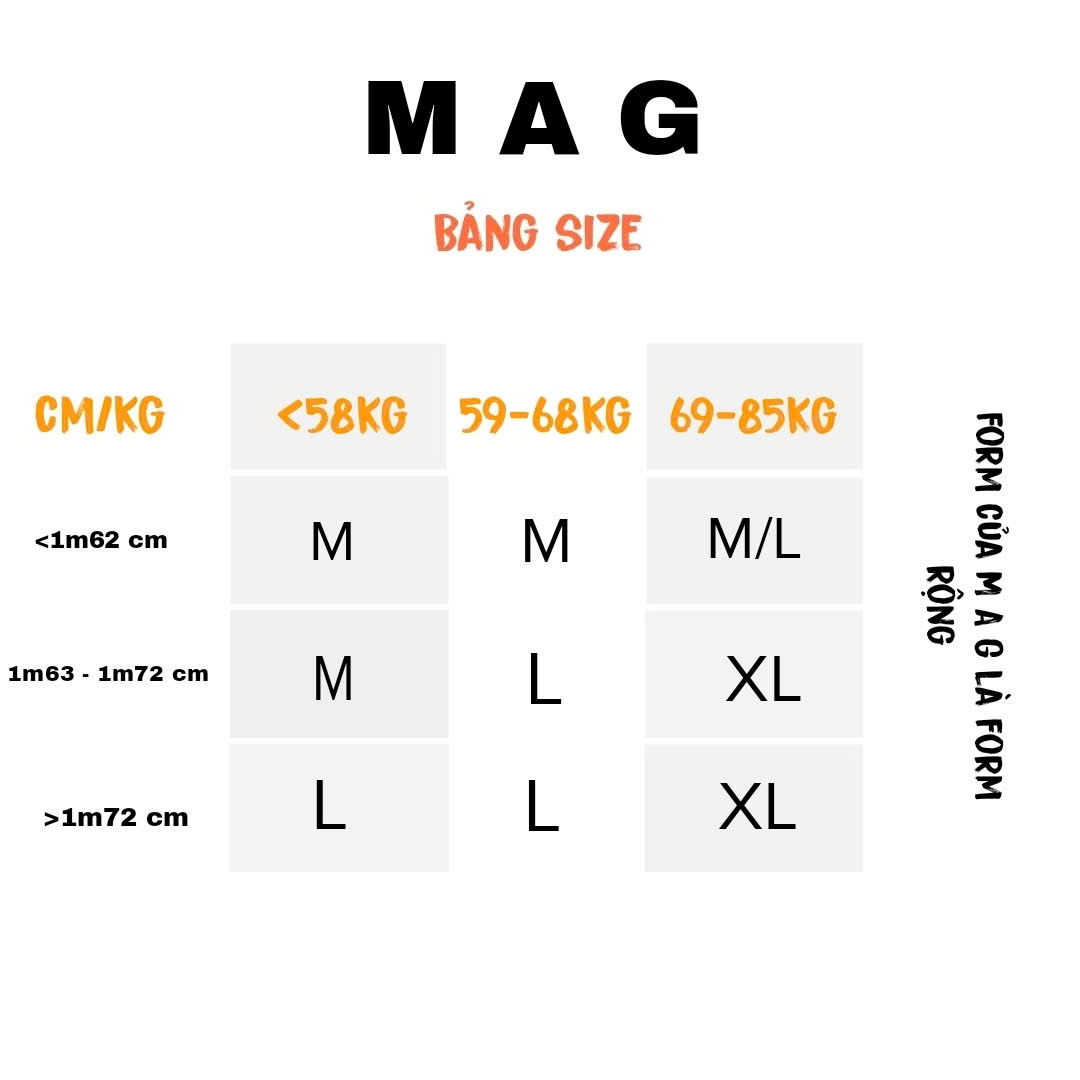 M A G
BẢNG SIZE
CM/KG <58KG 59-68KG 69-85KG
<1m62 cm M M M/L
1m63 - 1m72 cm M L XL
>1m72 cm L L XL
FORM CỦA M A G LÀ FORM
RỘNG